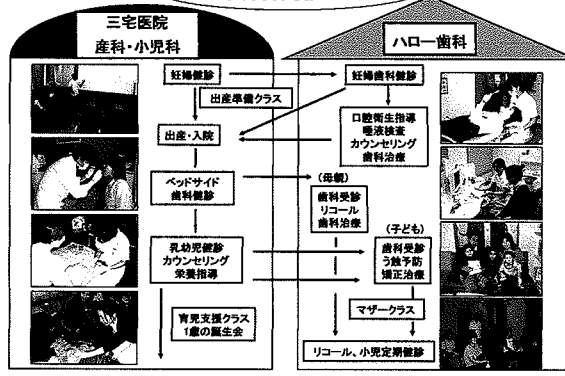 三宅医院
産科・小児科
ハロー歯科
妊婦健診
妊婦歯科健診
出産準備クラス
出産・入院
口腔衛生指導
唾液検査
カウンセリング
歯科治療
ベッドサイド
歯科健診
(母親)
歯科受診
リコール
歯科治療
乳幼児健診
カウンセリング
栄養指導
(子ども)
歯科受診
う蝕予防
矯正治療
育児支援クラス
1歳の誕生会
マザークラス
リコール、小児定期健診